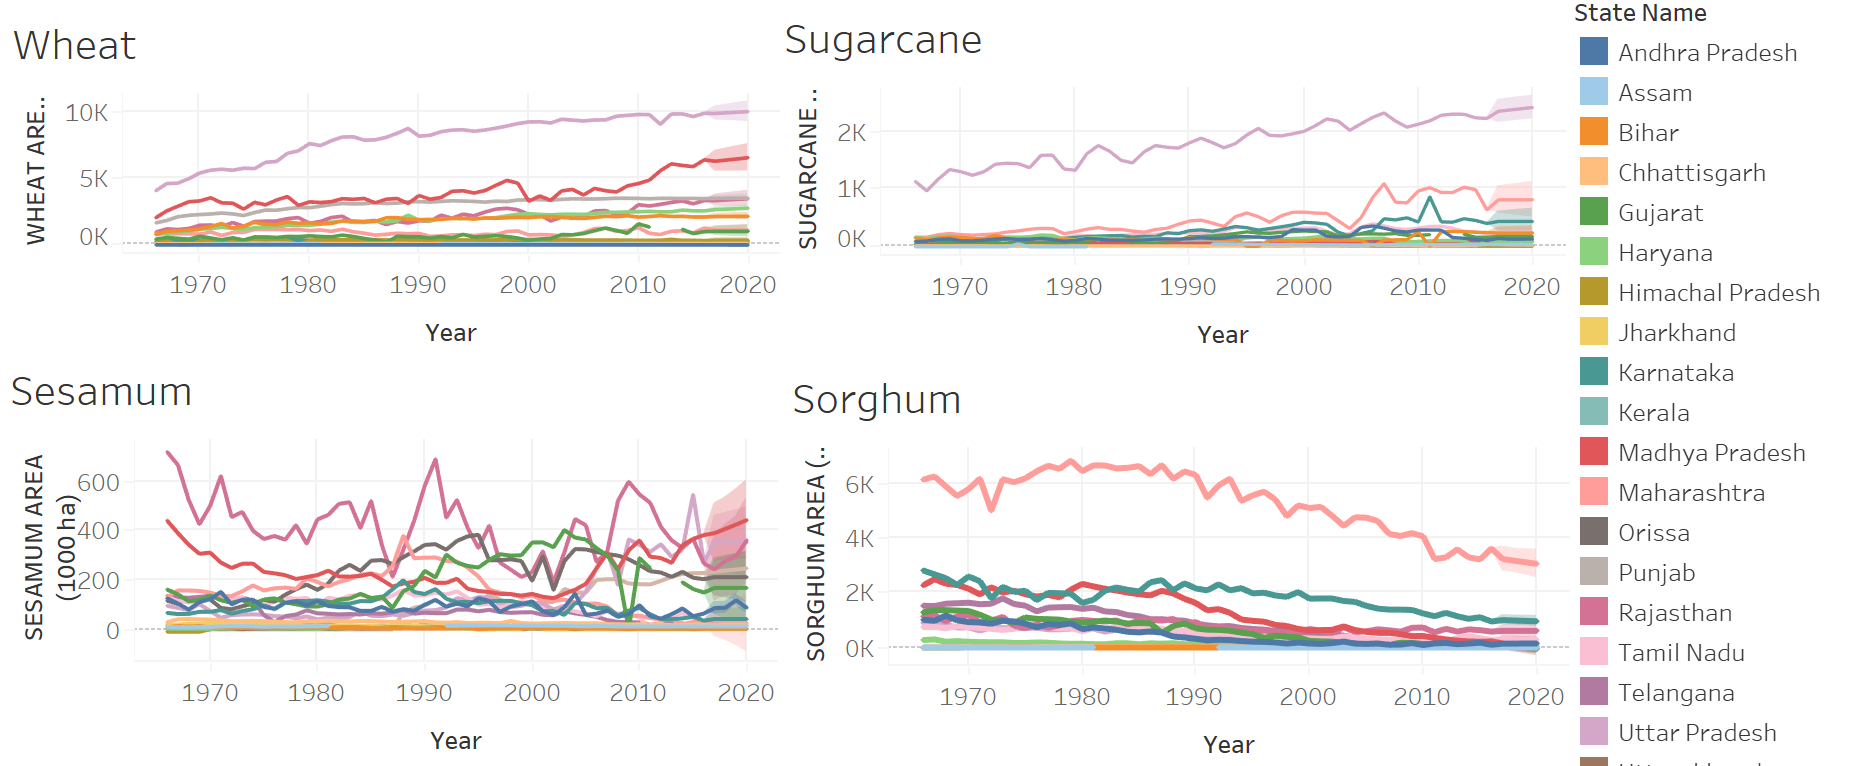 Wheat
WHEAT ARE..
10K
5K
0K
1970 1980 1990 2000 2010 2020
Year
Sugarcane
SUGARCANE ..
2K
1K
0K
1970 1980 1990 2000 2010 2020
Year
Sesamum
SESAMUM AREA
(1000 ha)
600
400
200
0
1970 1980 1990 2000 2010 2020
Year
Sorghum
SORGHUM AREA (..
6K
4K
2K
0K
1970 1980 1990 2000 2010 2020
Year
State Name
Andhra Pradesh
Assam
Bihar
Chhattisgarh
Gujarat
Haryana
Himachal Pradesh
Jharkhand
Karnataka
Kerala
Madhya Pradesh
Maharashtra
Orissa
Punjab
Rajasthan
Tamil Nadu
Telangana
Uttar Pradesh